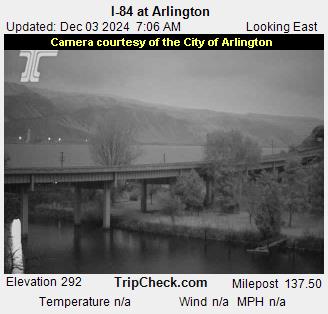 I-84 at Arlington
Updated: Dec 03 2024 7:06 AM Looking East
Camera courtesy of the City of Arlington
Elevation 292 TripCheck.com Milepost 137.50
Temperature n/a Wind n/a MPH n/a